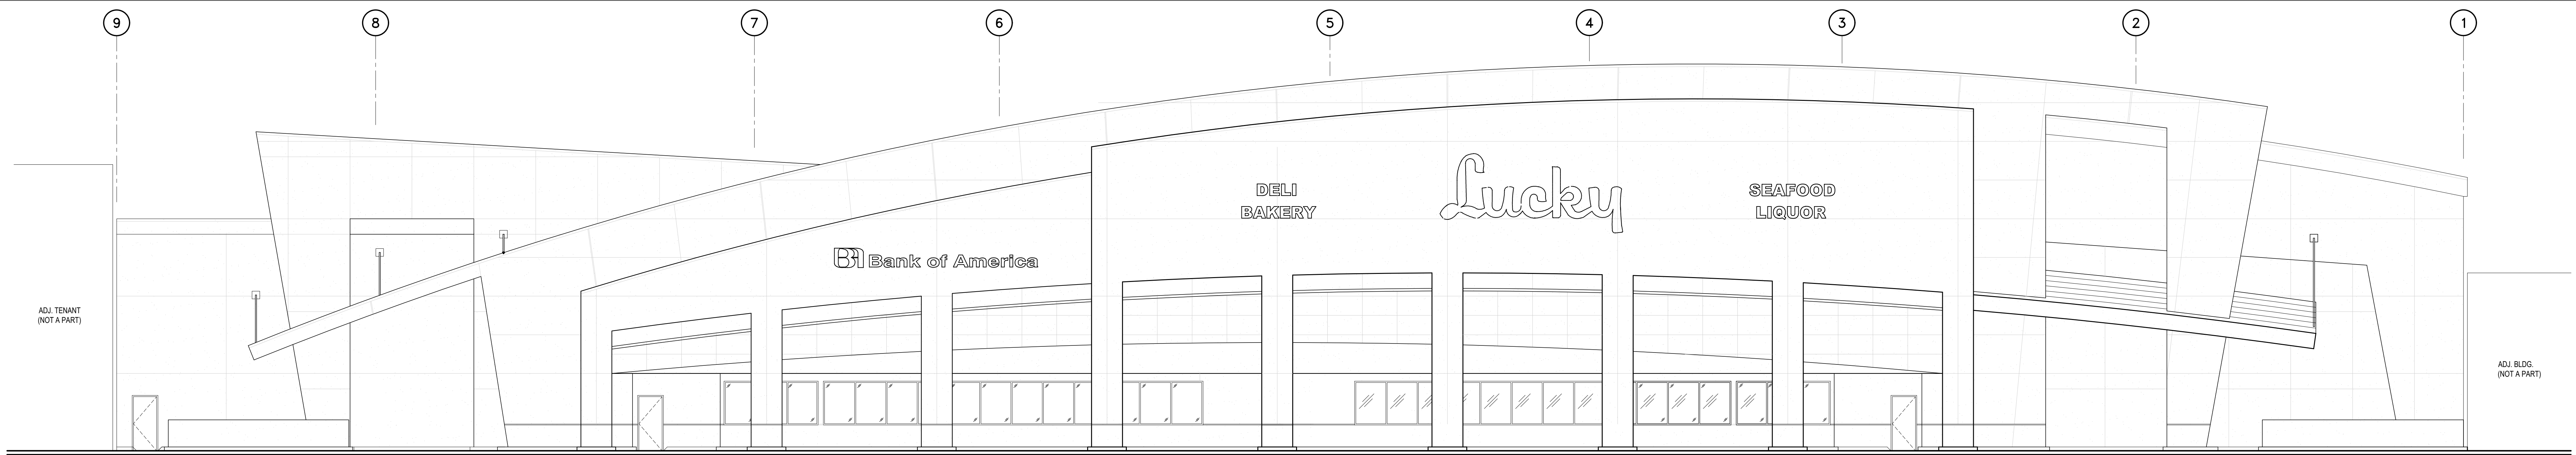 9 8 7 6 5 4 3 2 1
DELI
BAKERY
Lucky
SEAFOOD
LIQUOR
Bank of America
ADJ. TENANT
(NOT A PART)
ADJ. BLDG.
(NOT A PART)